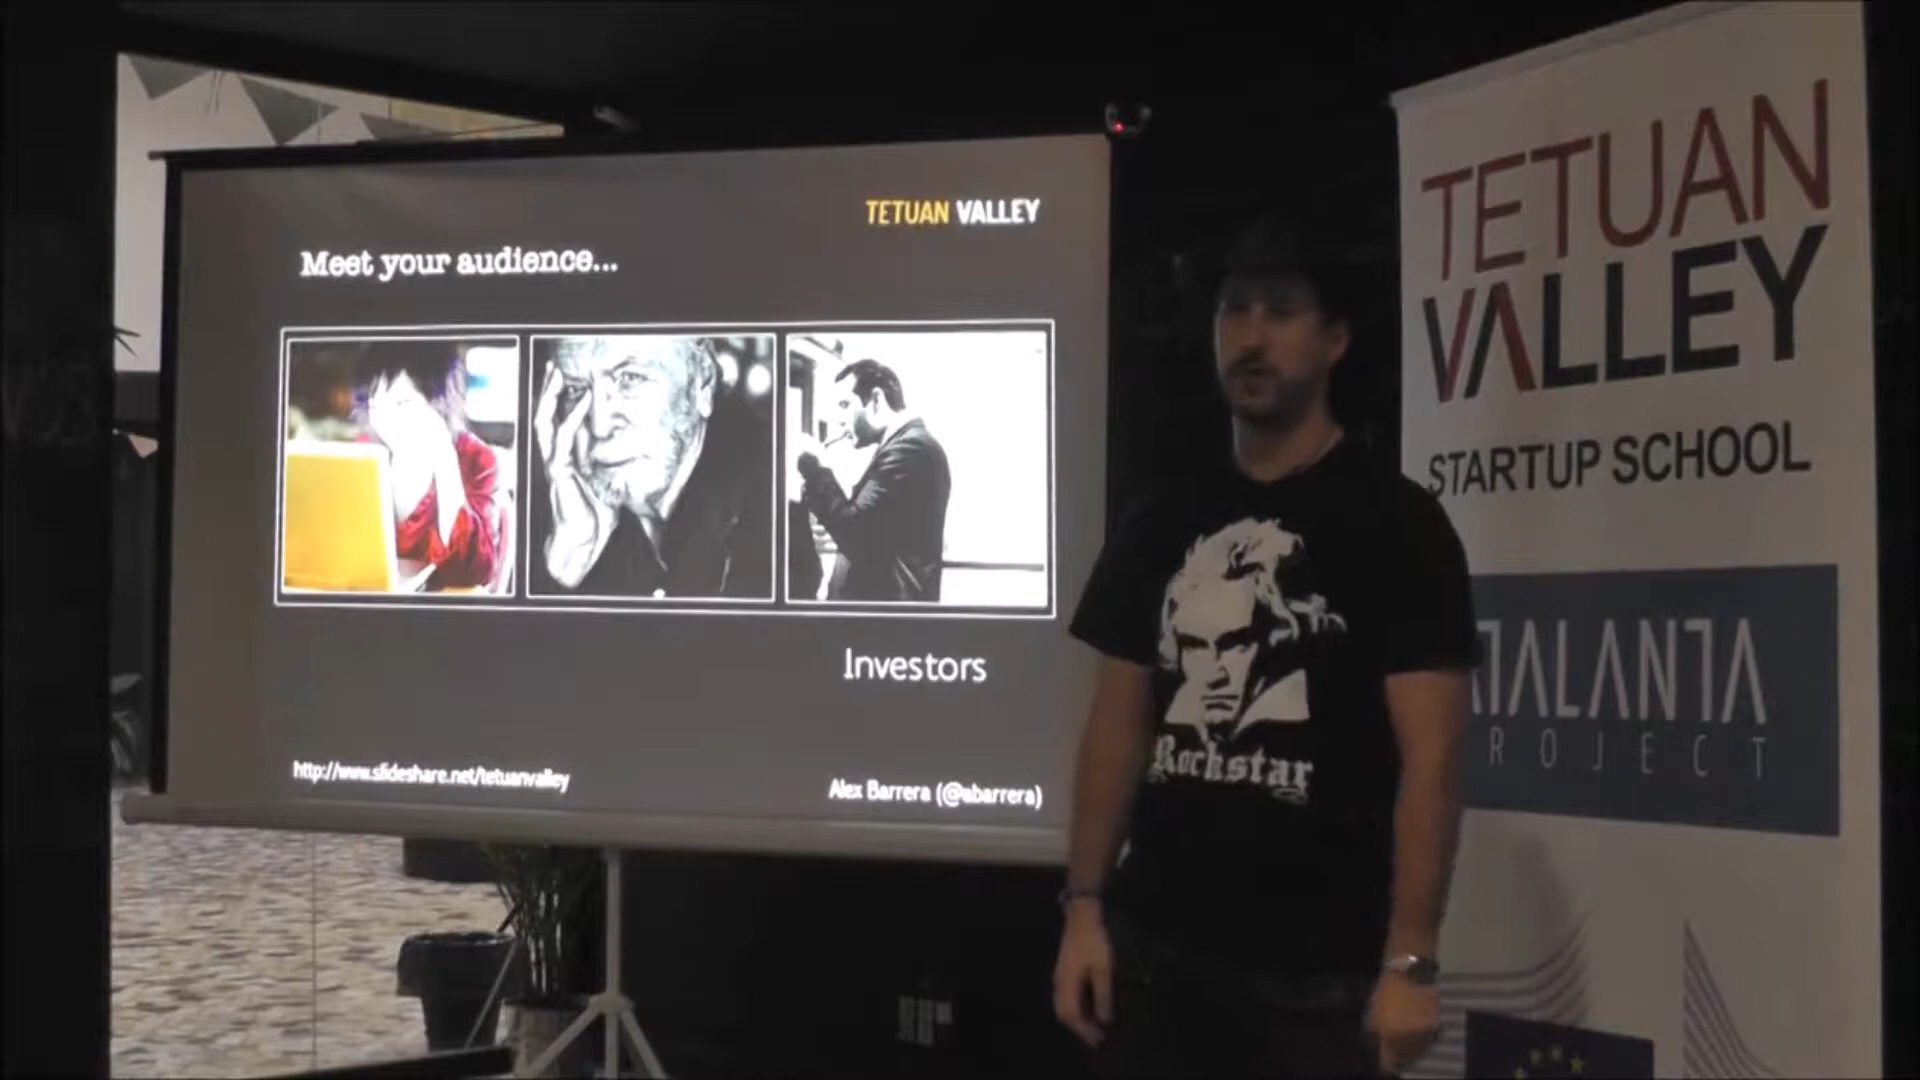 TETUAN VALLEY
Meet your audience...
Investors
http://www.slideshare.net/tetuanvalley
Alex Barrera (@abarrera)
Rockstar
TETUAN
VALLEY
STARTUP SCHOOL
ATALANTA
PROJECT